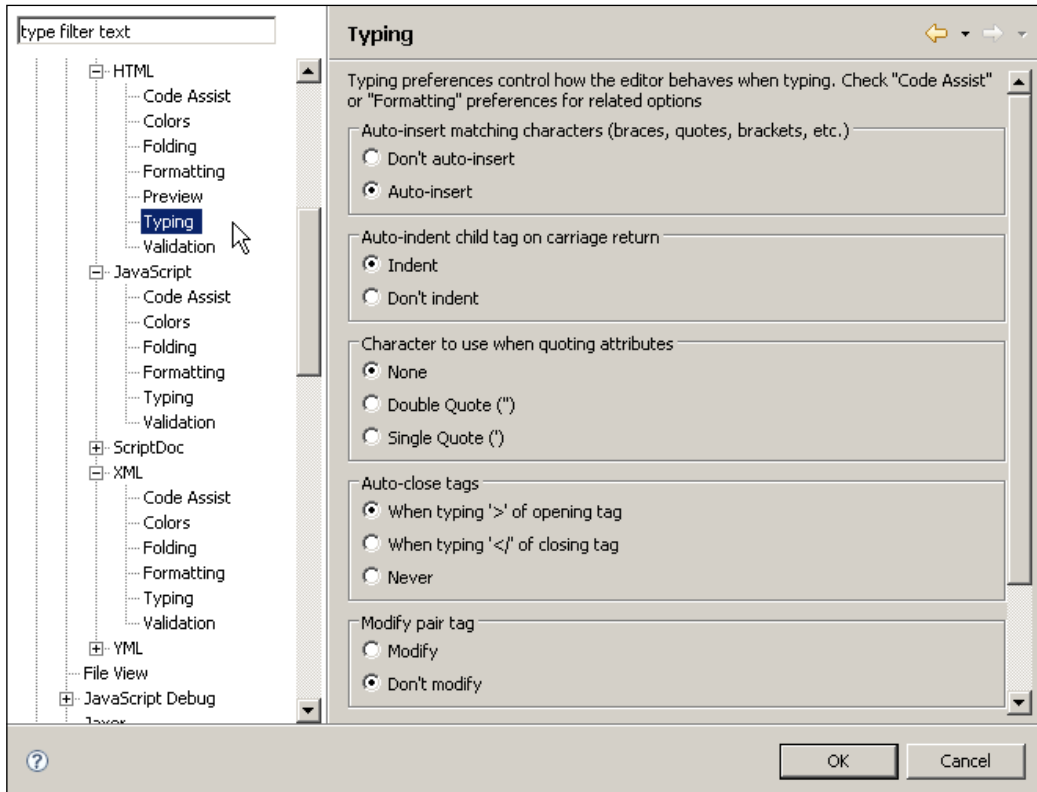 type filter text
HTML
Code Assist
Colors
Folding
Formatting
Preview
Typing
Validation
JavaScript
Code Assist
Colors
Folding
Formatting
Typing
Validation
ScriptDoc
XML
Code Assist
Colors
Folding
Formatting
Typing
Validation
YML
File View
JavaScript Debug
Typing
Typing preferences control how the editor behaves when typing. Check "Code Assist"
or "Formatting" preferences for related options
Auto-insert matching characters (braces, quotes, brackets, etc.)
Don't auto-insert
Auto-insert
Auto-indent child tag on carriage return
Indent
Don't indent
Character to use when quoting attributes
None
Double Quote (")
Single Quote (')
Auto-close tags
When typing '>' of opening tag
When typing '</' of closing tag
Never
Modify pair tag
Modify
Don't modify
OK
Cancel